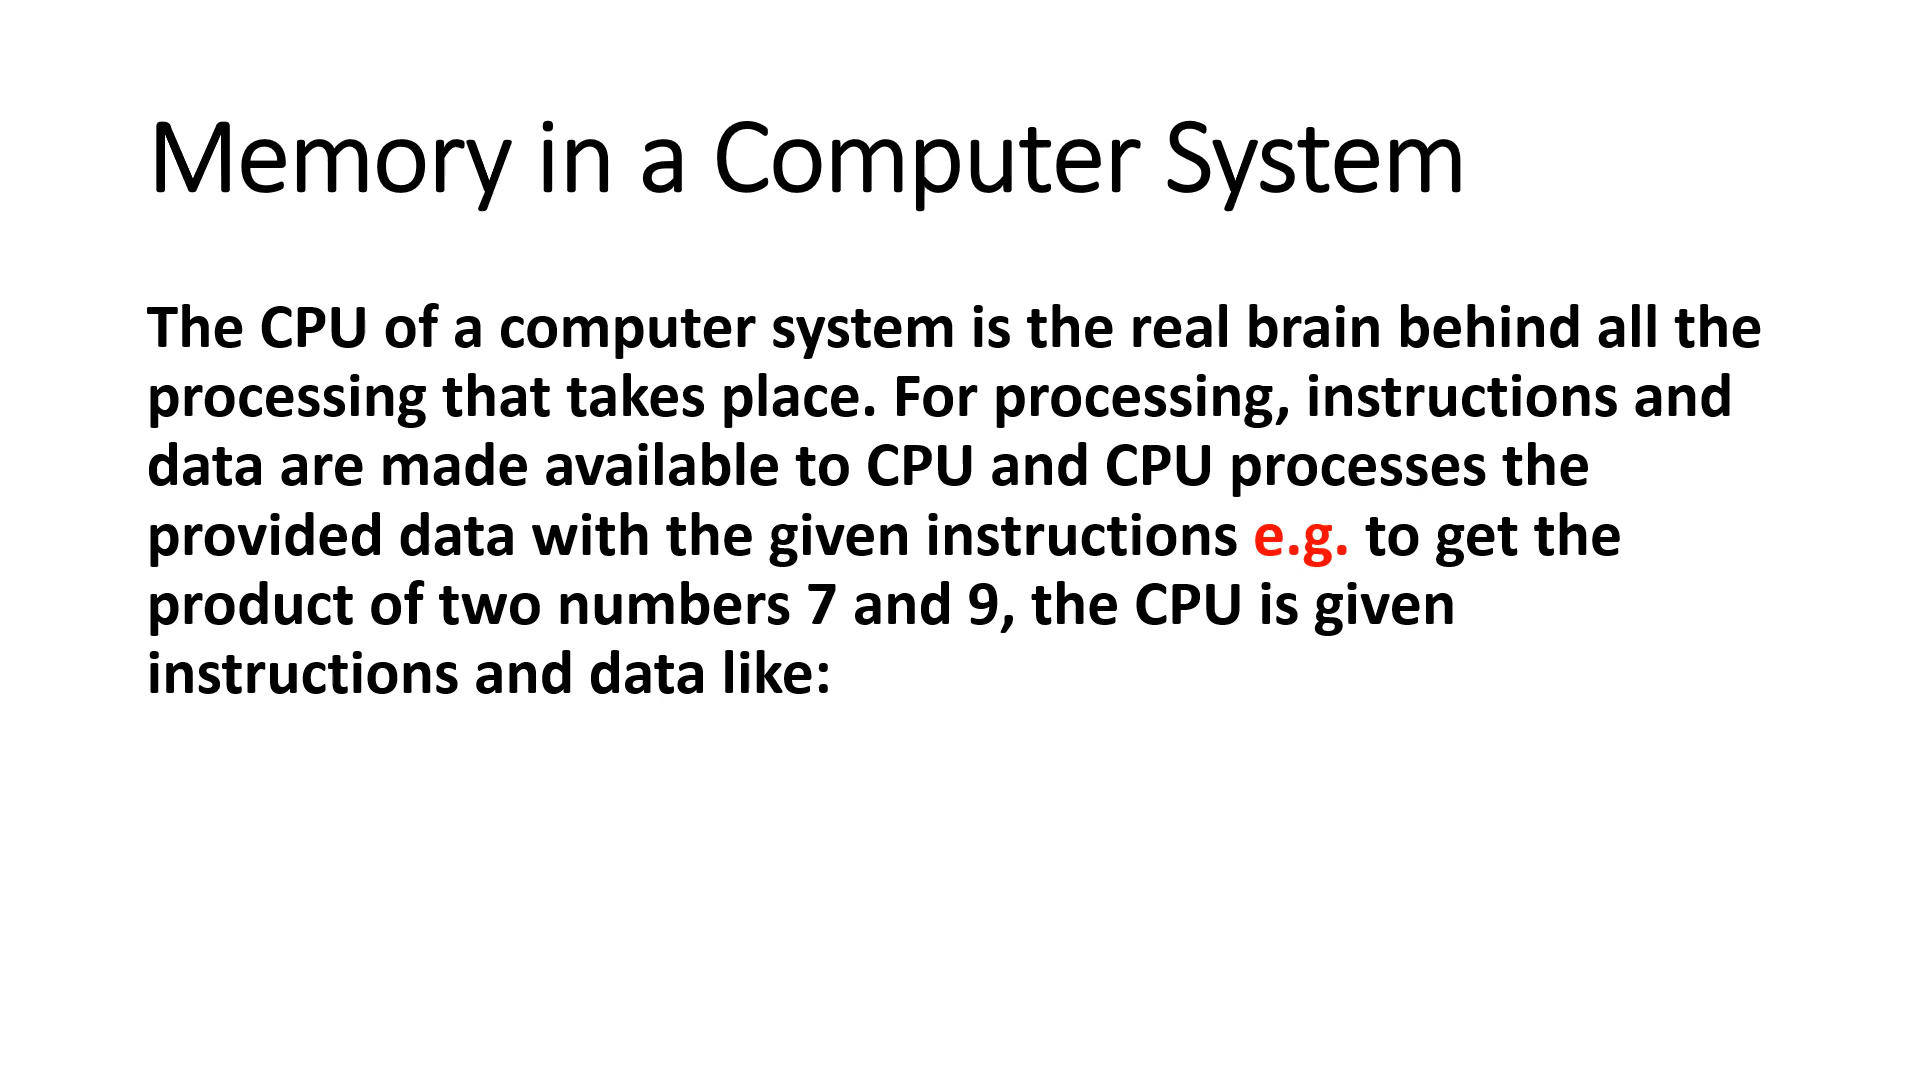 Memory in a Computer System
The CPU of a computer system is the real brain behind all the
processing that takes place. For processing, instructions and
data are made available to CPU and CPU processes the
provided data with the given instructions e.g. to get the
product of two numbers 7 and 9, the CPU is given
instructions and data like: